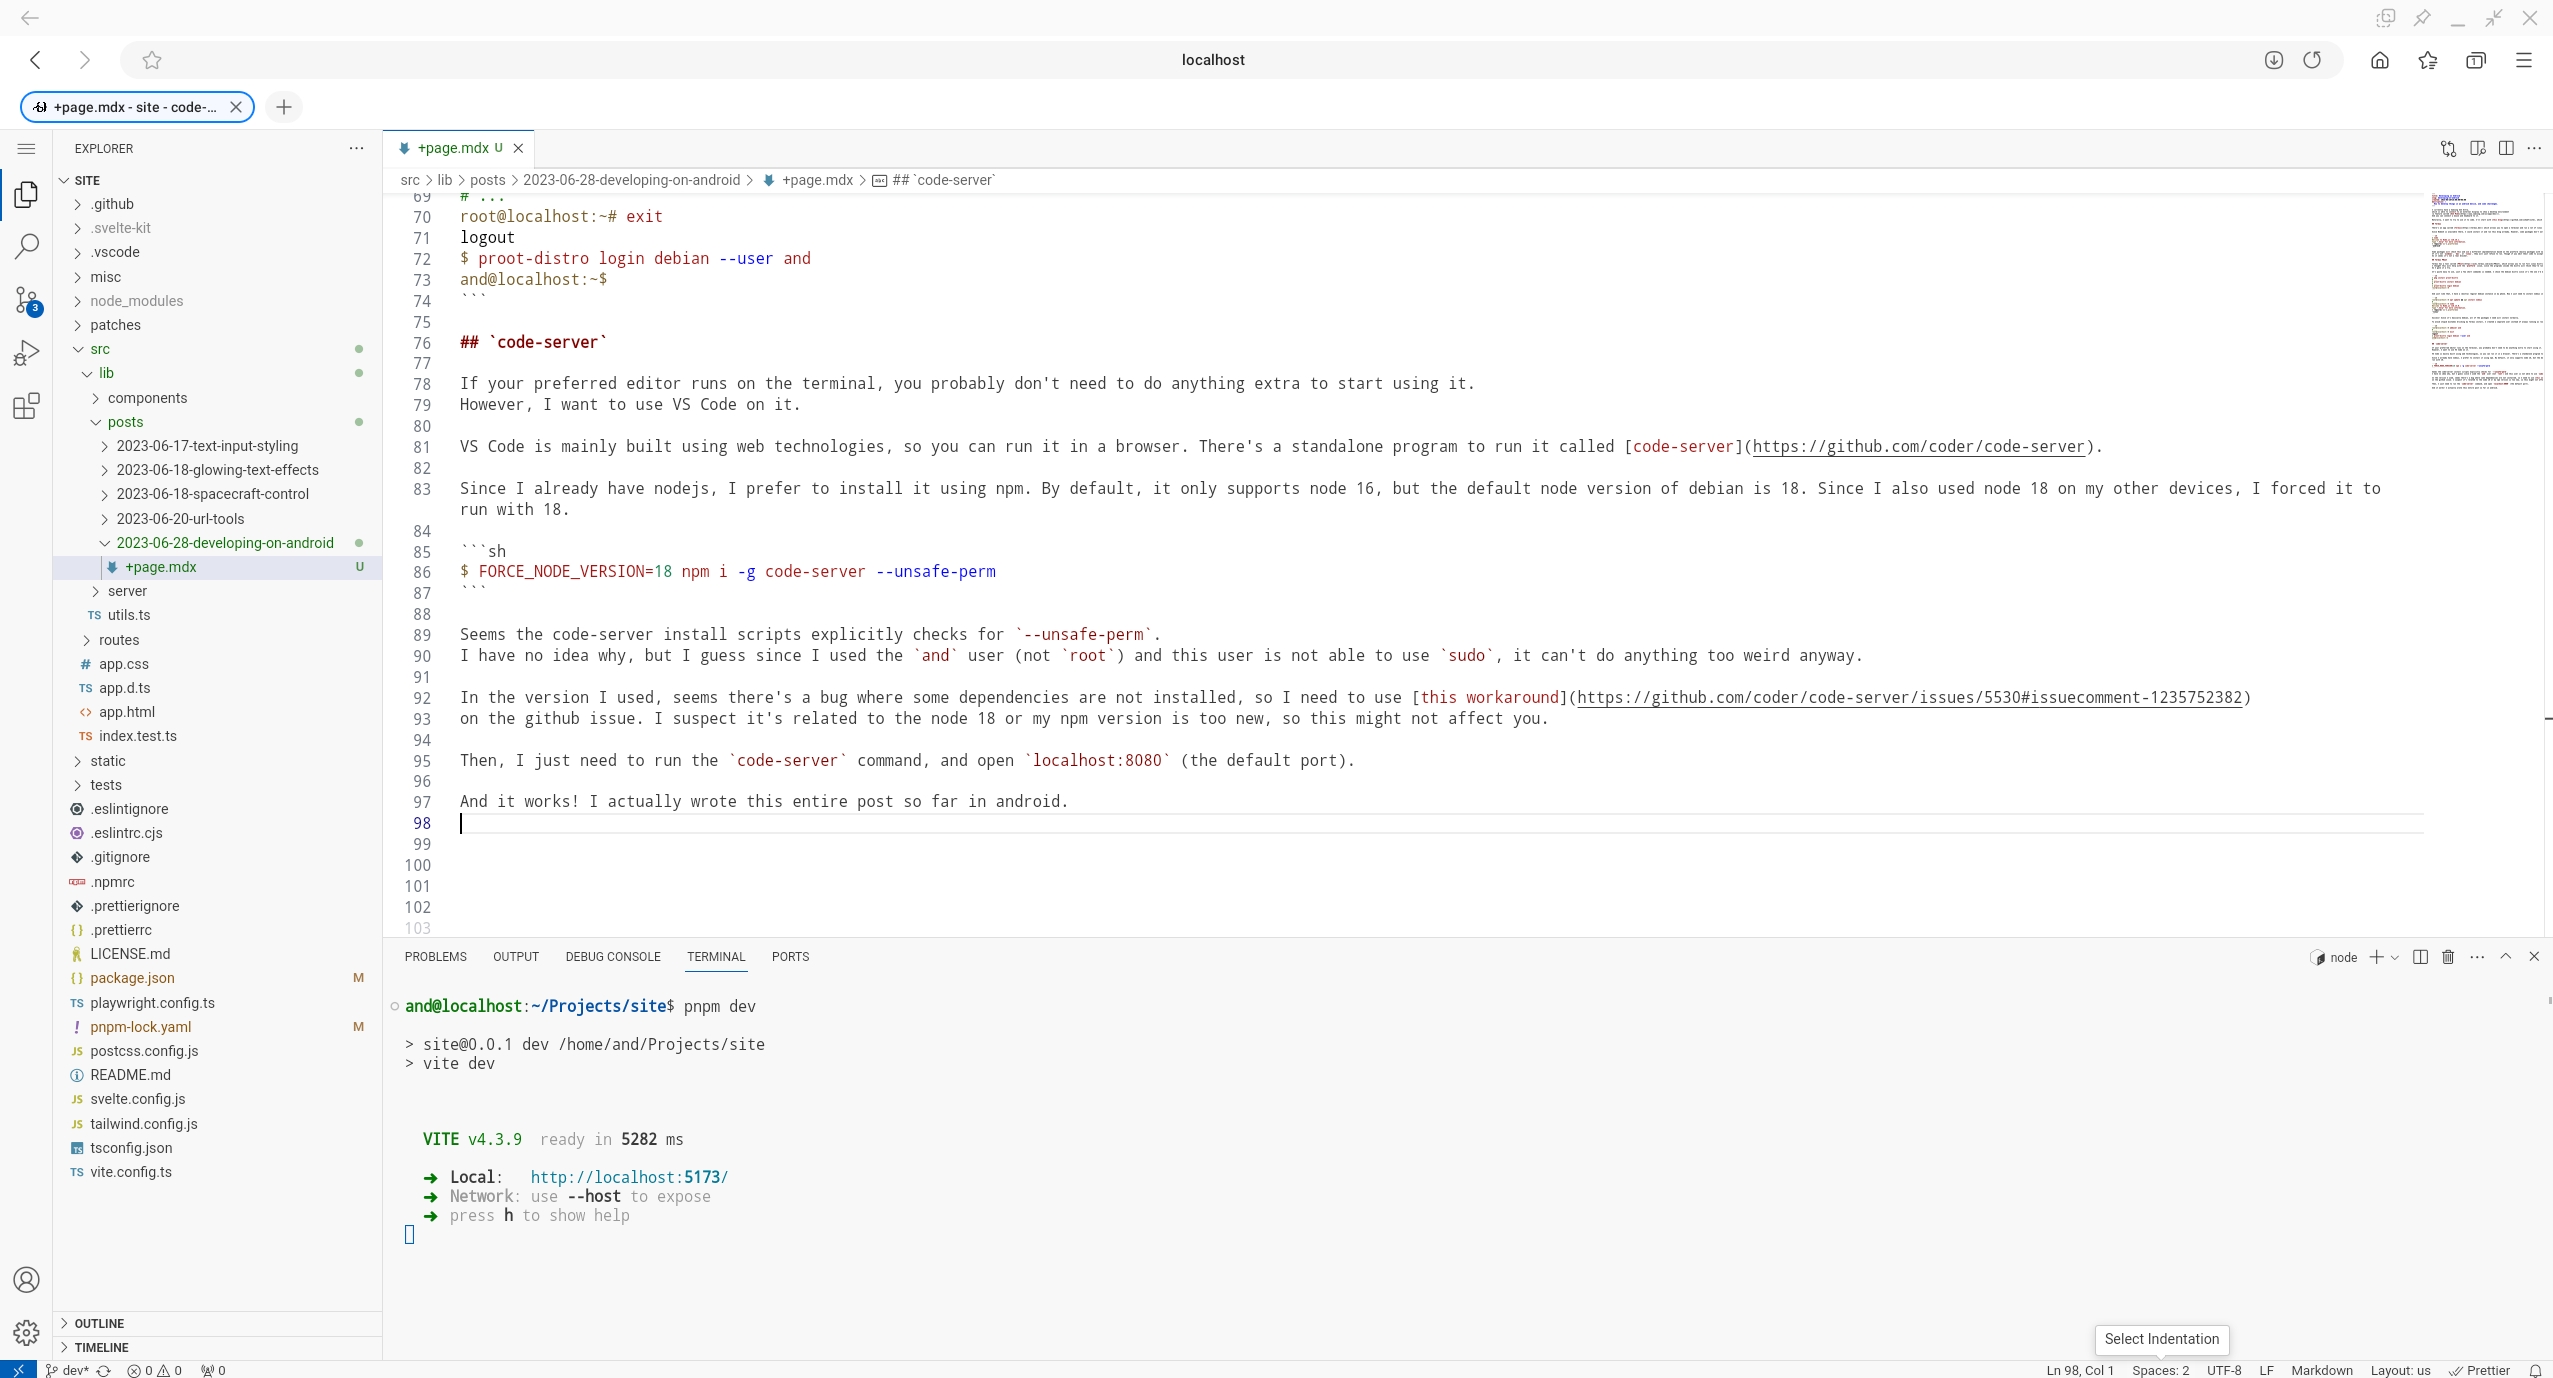 localhost
1
+page.mdx - site - code-...
EXPLORER
SITE
.github
.svelte-kit
.vscode
misc
node_modules
patches
src
lib
components
posts
2023-06-17-text-input-styling
2023-06-18-glowing-text-effects
2023-06-18-spacecraft-control
2023-06-20-url-tools
2023-06-28-developing-on-android
+page.mdx U
server
TS utils.ts
routes
# app.css
TS app.d.ts
<> app.html
TS index.test.ts
static
tests
.eslintignore
.eslintrc.cjs
.gitignore
.npmrc
.prettierignore
{ } .prettierrc
LICENSE.md
{ } package.json M
TS playwright.config.ts
! pnpm-lock.yaml M
JS postcss.config.js
README.md
JS svelte.config.js
JS tailwind.config.js
TS tsconfig.json
TS vite.config.ts
OUTLINE
TIMELINE
3
+page.mdx U
src > lib > posts > 2023-06-28-developing-on-android > +page.mdx > abc ## `code-server`
69 # ...
70 root@localhost:~# exit
71 logout
72 $ proot-distro login debian --user and
73 and@localhost:~$
74 ```
75
76 ## `code-server`
77
78 If your preferred editor runs on the terminal, you probably don't need to do anything extra to start using it.
79 However, I want to use VS Code on it.
80
81 VS Code is mainly built using web technologies, so you can run it in a browser. There's a standalone program to run it called [code-server](https://github.com/coder/code-server).
82
83 Since I already have nodejs, I prefer to install it using npm. By default, it only supports node 16, but the default node version of debian is 18. Since I also used node 18 on my other devices, I forced it to
run with 18.
84
85 ```sh
86 $ FORCE_NODE_VERSION=18 npm i -g code-server --unsafe-perm
87 ```
88
89 Seems the code-server install scripts explicitly checks for `--unsafe-perm`.
90 I have no idea why, but I guess since I used the `and` user (not `root`) and this user is not able to use `sudo`, it can't do anything too weird anyway.
91
92 In the version I used, seems there's a bug where some dependencies are not installed, so I need to use [this workaround](https://github.com/coder/code-server/issues/5530#issuecomment-1235752382)
93 on the github issue. I suspect it's related to the node 18 or my npm version is too new, so this might not affect you.
94
95 Then, I just need to run the `code-server` command, and open `localhost:8080` (the default port).
96
97 And it works! I actually wrote this entire post so far in android.
98
99
100
101
102
103
PROBLEMS OUTPUT DEBUG CONSOLE TERMINAL PORTS
node
and@localhost:~/Projects/site$ pnpm dev
> site@0.0.1 dev /home/and/Projects/site
> vite dev
VITE v4.3.9 ready in 5282 ms
➜ Local: http://localhost:5173/
➜ Network: use --host to expose
➜ press h to show help
Select Indentation
dev* 0 0 0
Ln 98, Col 1 Spaces: 2 UTF-8 LF Markdown Layout: us Prettier